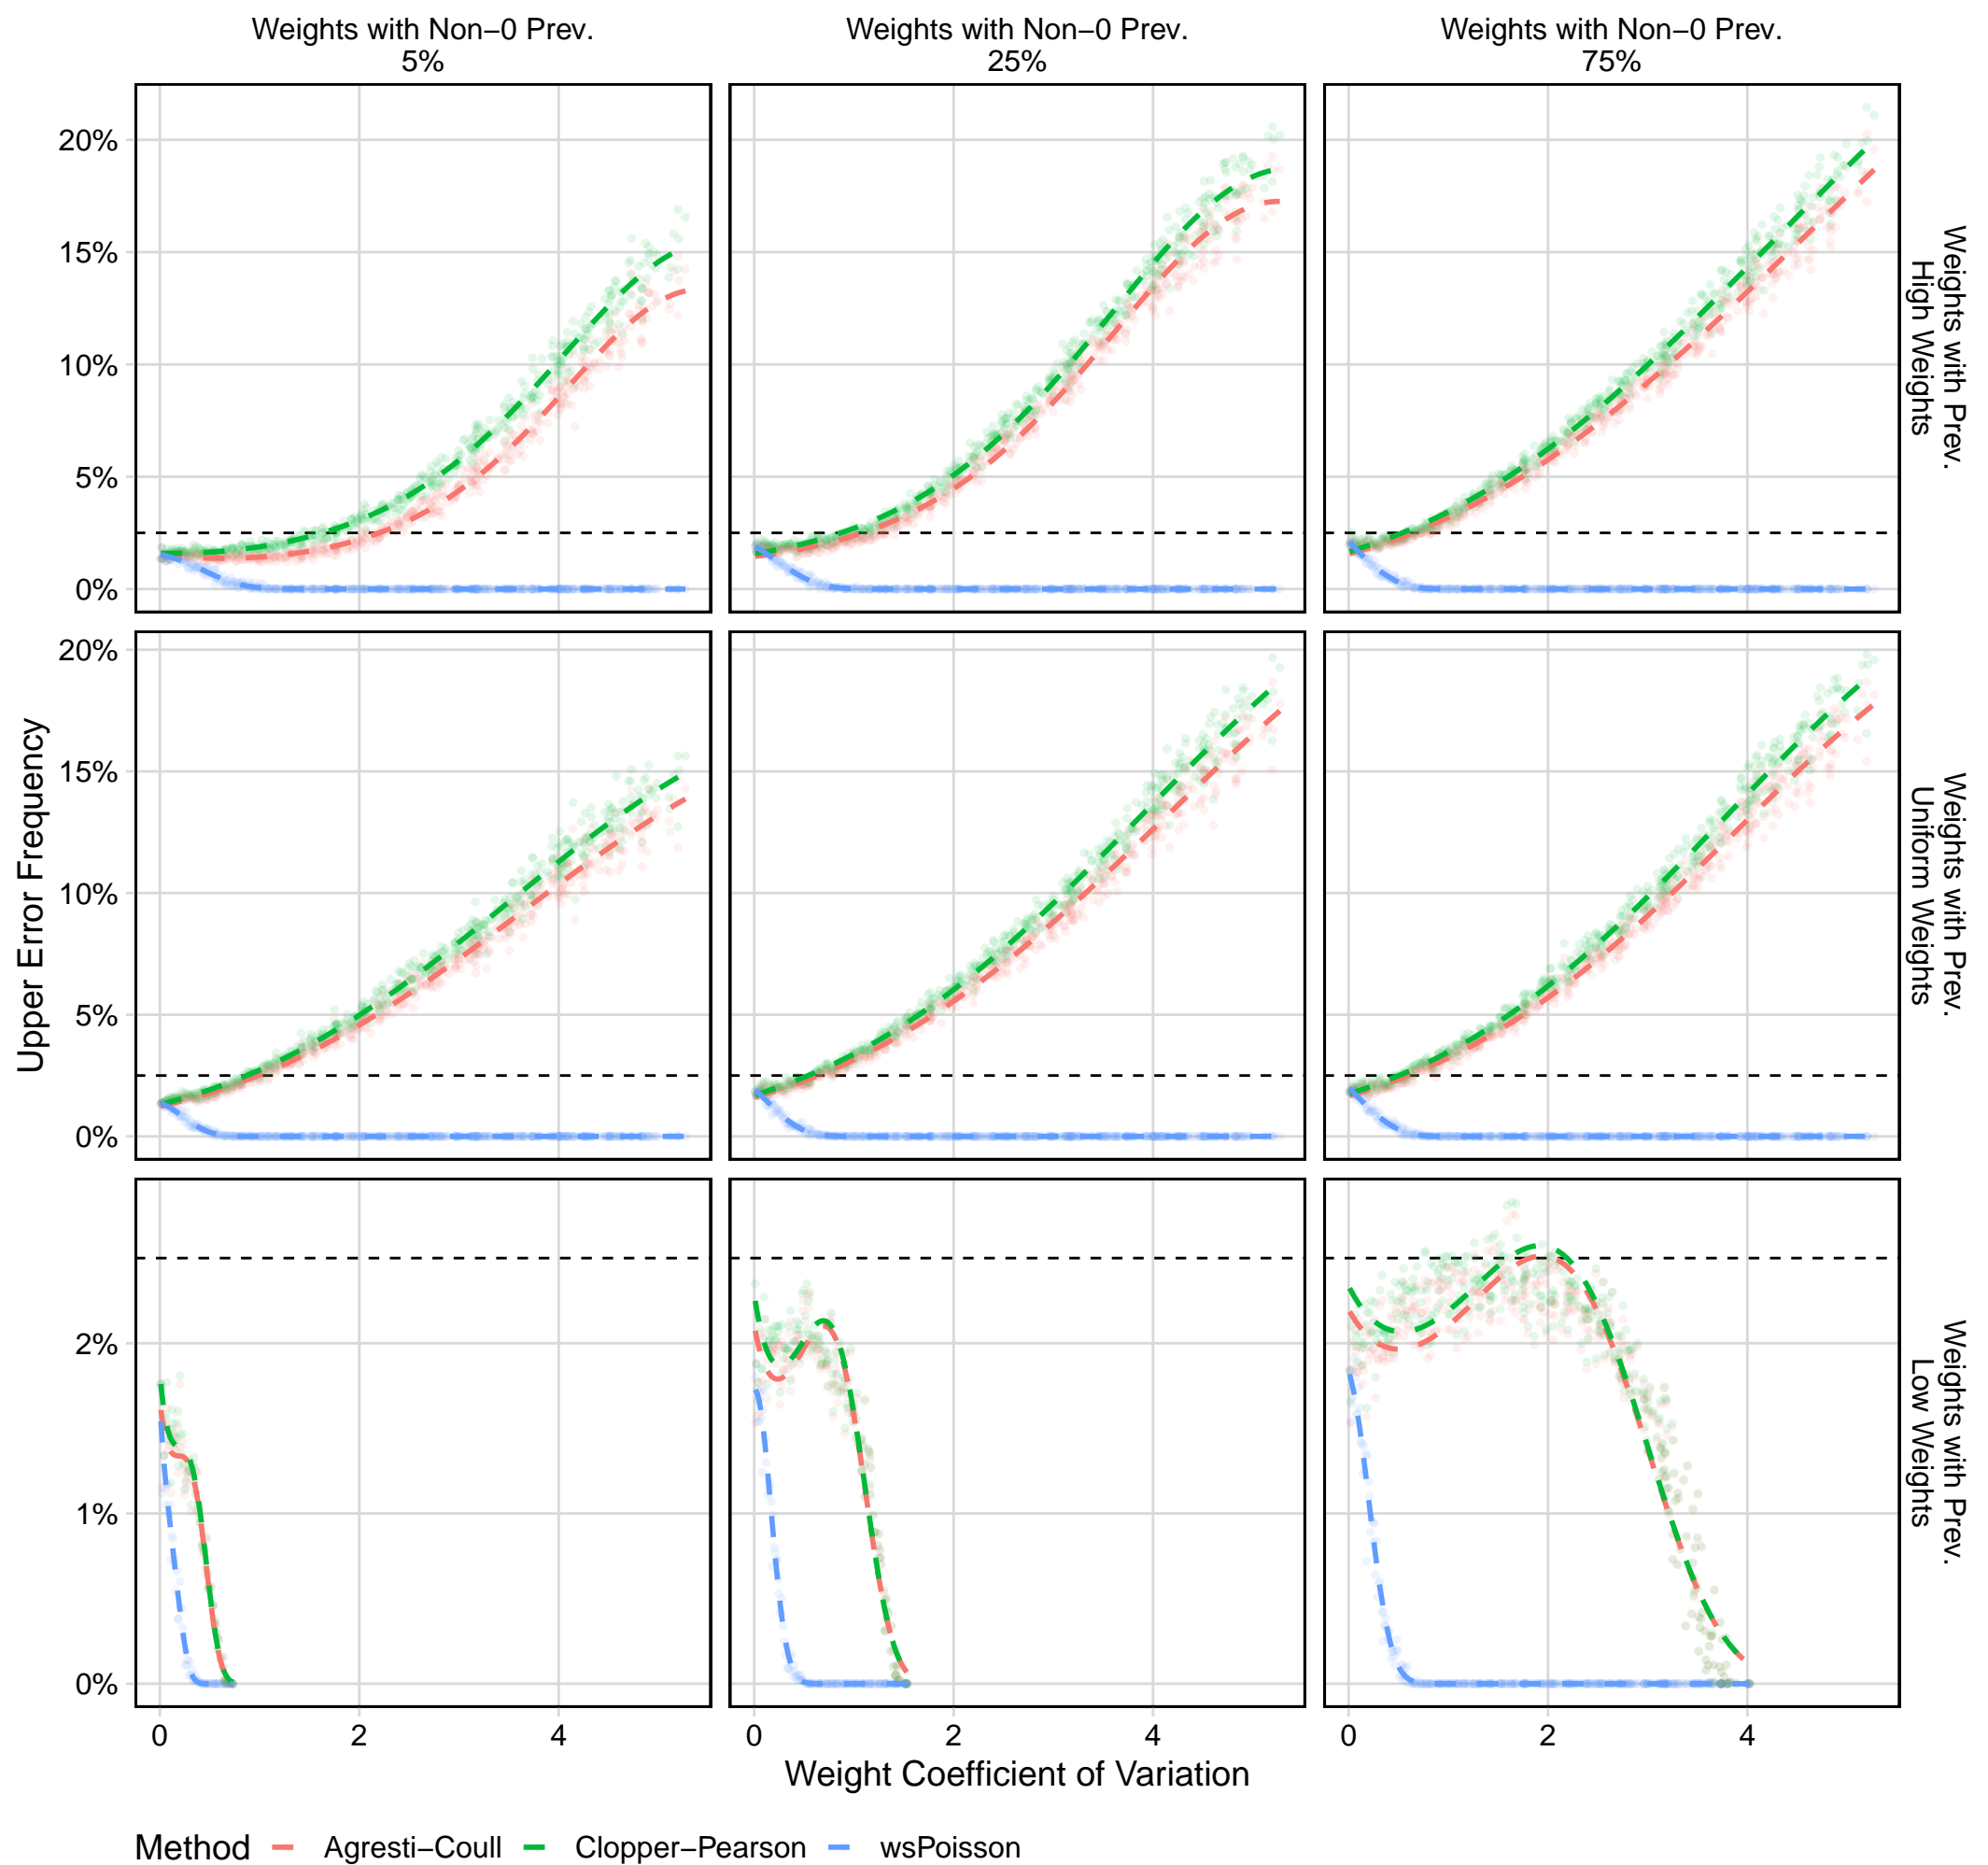 Weights with Non−0 Prev.
5%
Weights with Non−0 Prev.
25%
Weights with Non−0 Prev.
75%
20%
15%
10%
5%
0%
Weights with Prev.
High Weights
20%
15%
10%
5%
0%
Weights with Prev.
Uniform Weights
2%
1%
0%
Weights with Prev.
Low Weights
Upper Error Frequency
0 2 4
0 2 4
0 2 4
Weight Coefficient of Variation
Method Agresti−Coull Clopper−Pearson wsPoisson